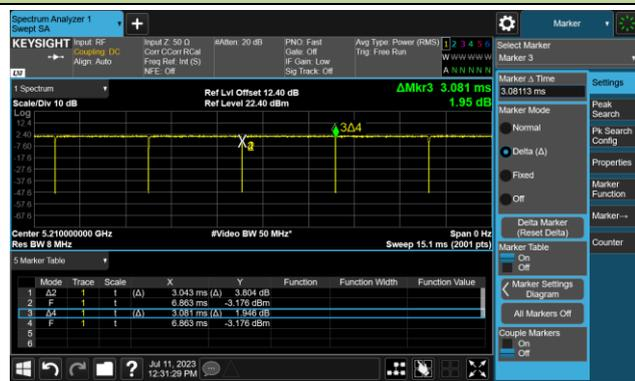 Spectrum Analyzer 1
Swept SA
Marker
KEYSIGHT
Input: RF
Coupling: DC
Align: Auto
Input Z: 50 Ω
Corr CCorr RCal
Freq Ref: Int (S)
NFE: Off
#Atten: 20 dB
PNO: Fast
Gate: Off
IF Gain: Low
Sig Track: Off
Avg Type: Power (RMS)
Trig: Free Run
1 2 3 4 5 6
W W W W W W
A N N N N N
LXI
Select Marker
Marker 3
1 Spectrum
Scale/Div 10 dB
Ref Lvl Offset 12.40 dB
Ref Level 22.40 dBm
ΔMkr3 3.081 ms
1.95 dB
Log
12.4
2.40
-7.60
-17.6
-27.6
-37.6
-47.6
-57.6
-67.6
3Δ4
Center 5.210000000 GHz
Res BW 8 MHz
#Video BW 50 MHz*
Span 0 Hz
Sweep 15.1 ms (2001 pts)
5 Marker Table
Mode Trace Scale X Y Function Function Width Function Value
1 Δ2 1 t (Δ) 3.043 ms (Δ) 3.804 dB
2 F 1 t 6.863 ms -3.176 dBm
3 Δ4 1 t (Δ) 3.081 ms (Δ) 1.946 dB
4 F 1 t 6.863 ms -3.176 dBm
5
6
Marker Δ Time
3.08113 ms
Marker Mode
Normal
Delta (Δ)
Fixed
Off
Delta Marker
(Reset Delta)
Marker Table
On
Off
Marker Settings
Diagram
All Markers Off
Couple Markers
On
Off
Settings
Peak
Search
Pk Search
Config
Properties
Marker
Function
Marker→
Counter
Jul 11, 2023
12:31:29 PM